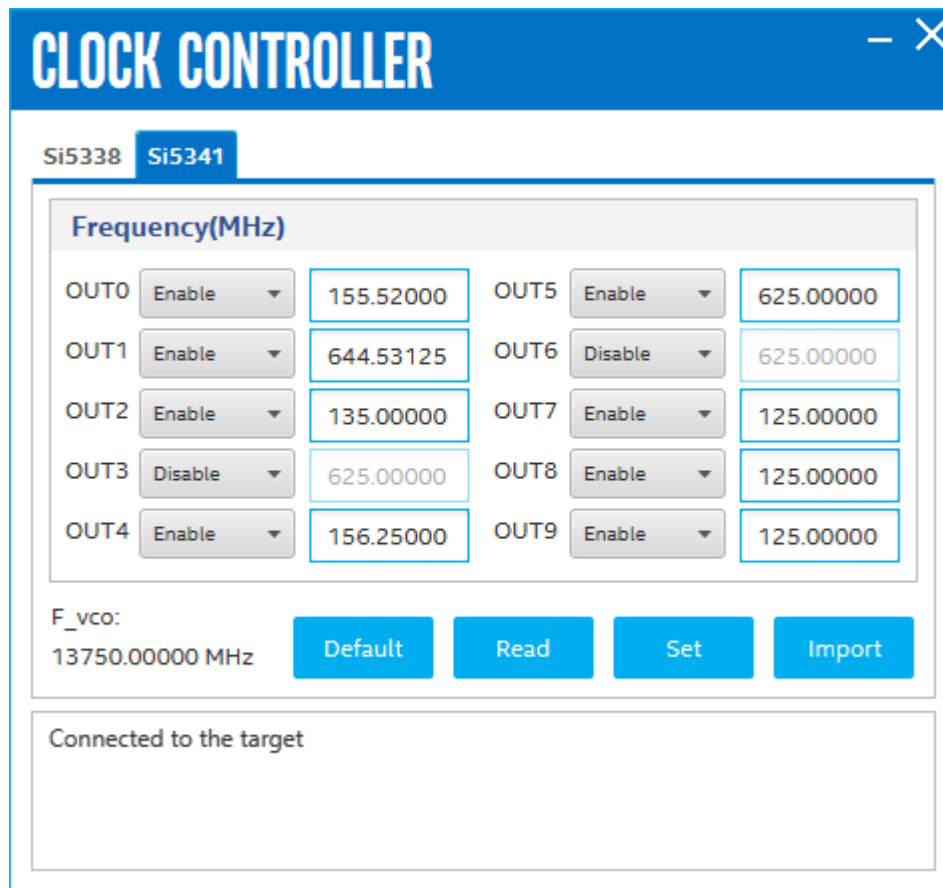 CLOCK CONTROLLER
Si5338 Si5341
Frequency(MHz)
OUT0 Enable 155.52000 OUT5 Enable 625.00000
OUT1 Enable 644.53125 OUT6 Disable 625.00000
OUT2 Enable 135.00000 OUT7 Enable 125.00000
OUT3 Disable 625.00000 OUT8 Enable 125.00000
OUT4 Enable 156.25000 OUT9 Enable 125.00000
F_vco:
13750.00000 MHz
Default Read Set Import
Connected to the target